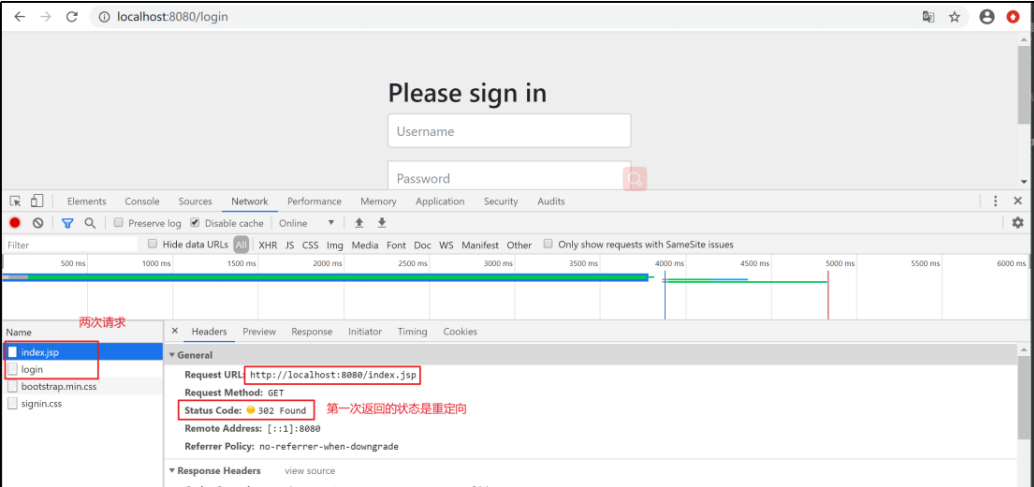 localhost:8080/login
Please sign in
Username
Password
Elements Console Sources Network Performance Memory Application Security Audits
Preserve log Disable cache Online
Filter Hide data URLs All XHR JS CSS Img Media Font Doc WS Manifest Other Only show requests with SameSite issues
500 ms 1000 ms 1500 ms 2000 ms 2500 ms 3000 ms 3500 ms 4000 ms 4500 ms 5000 ms 5500 ms 6000 ms
两次请求
Name
index.jsp
login
bootstrap.min.css
signin.css
Headers Preview Response Initiator Timing Cookies
General
Request URL: http://localhost:8080/index.jsp
Request Method: GET
Status Code: 302 Found 第一次返回的状态是重定向
Remote Address: [::1]:8080
Referrer Policy: no-referrer-when-downgrade
Response Headers view source